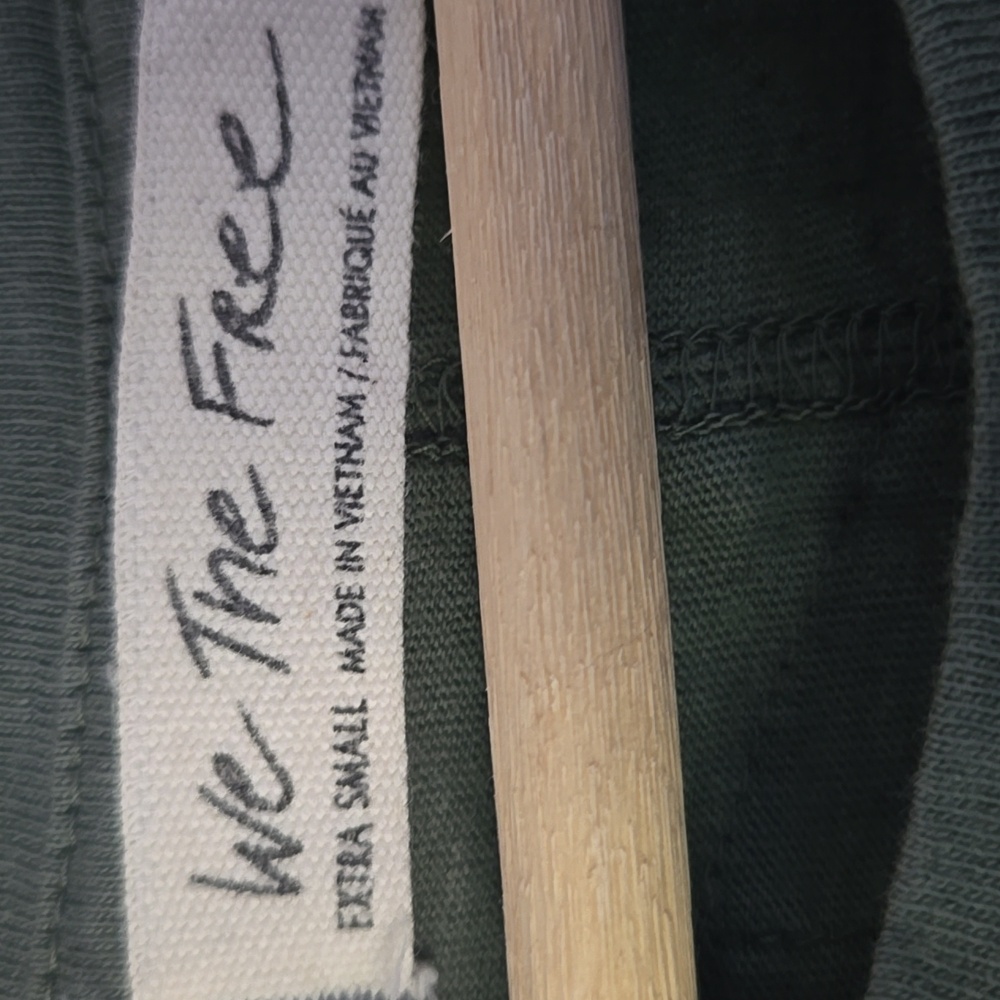 We The Free
EXTRA SMALL MADE IN VIETNAM / FABRIQUÉ AU VIETNAM